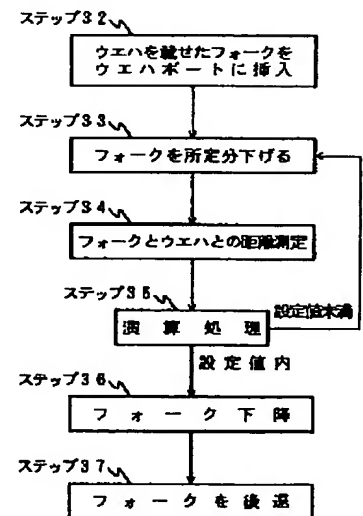 ステップ32
ウエハを載せたフォークを
ウエハボートに挿入
ステップ33
フォークを所定分下げる
ステップ34
フォークとウエハとの距離測定
ステップ35
演算処理
設定値未満
設定値内
ステップ36
フォーク下降
ステップ37
フォークを後退